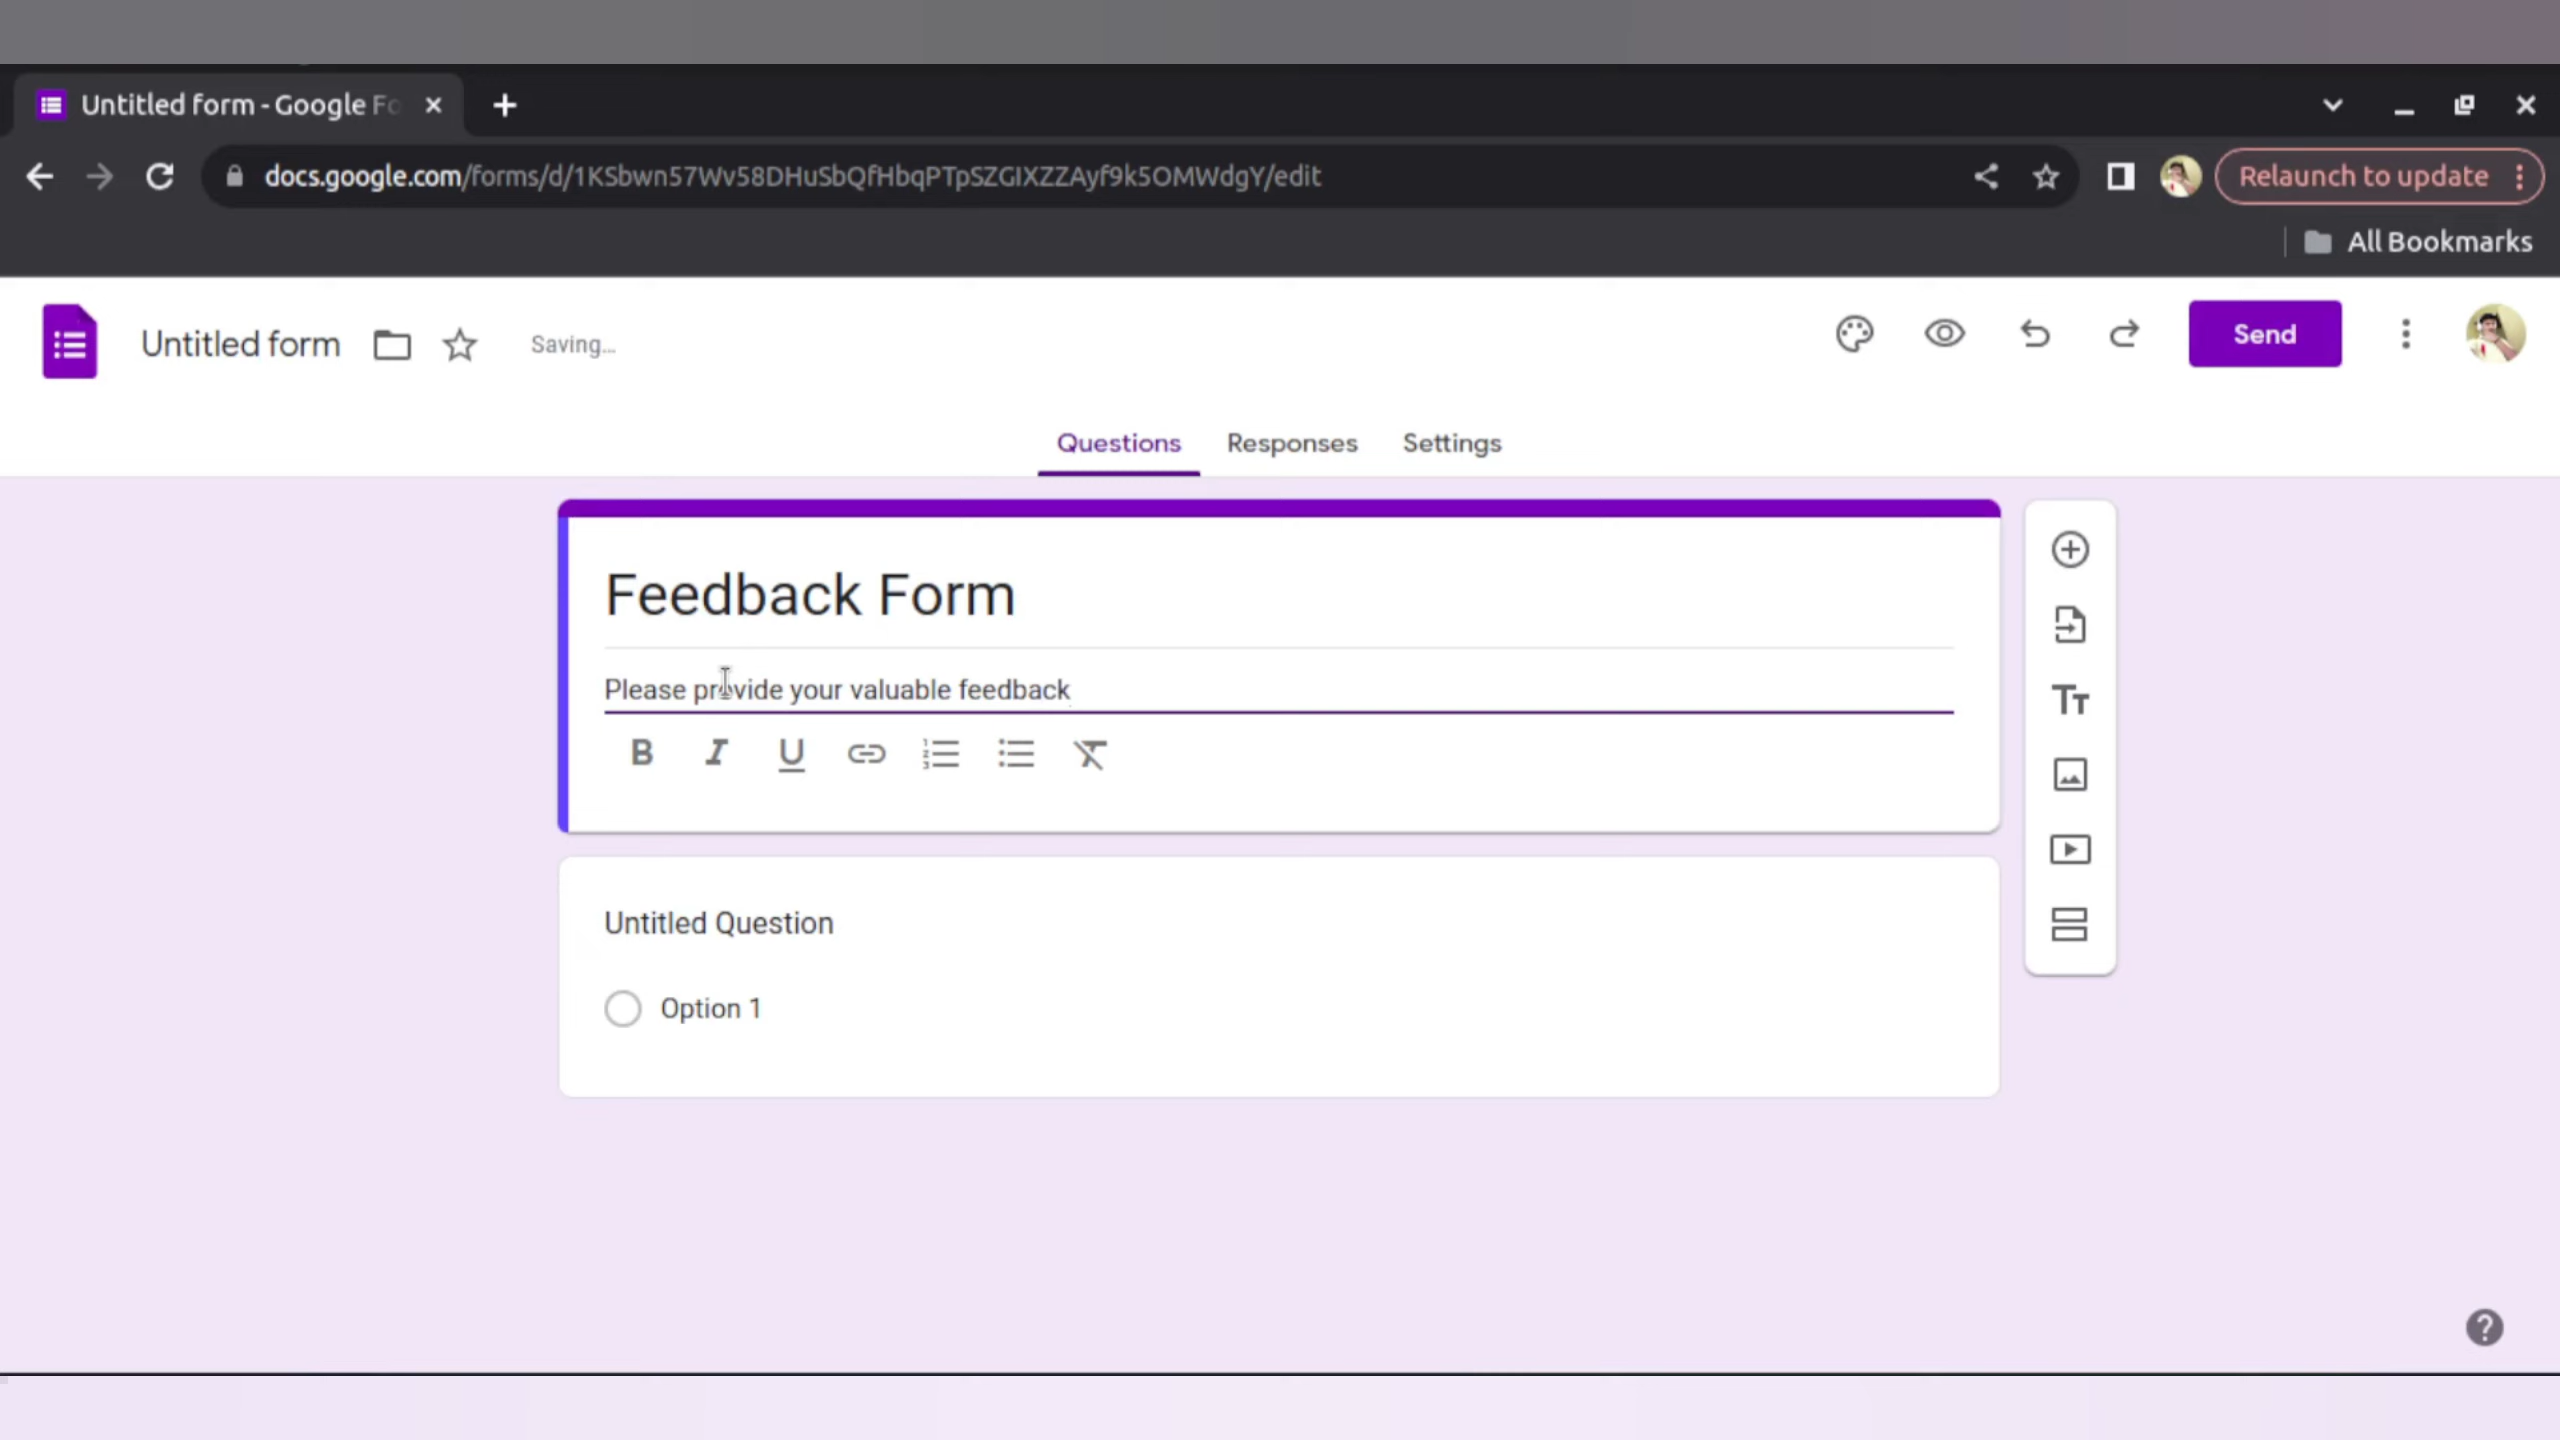 Untitled form - Google Fo
docs.google.com/forms/d/1KSbwn57Wv58DHuSbQfHbqPTpSZGIXZZAyf9k5OMWdgY/edit
Relaunch to update
All Bookmarks
Untitled form
Saving...
Send
Questions
Responses
Settings
Feedback Form
Please provide your valuable feedback
Untitled Question
Option 1